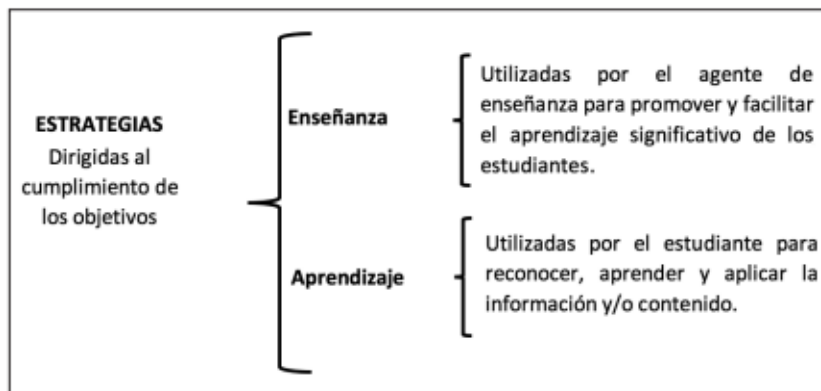 ESTRATEGIAS
Dirigidas al
cumplimiento de
los objetivos
Enseñanza
Utilizadas por el agente de
enseñanza para promover y facilitar
el aprendizaje significativo de los
estudiantes.
Aprendizaje
Utilizadas por el estudiante para
reconocer, aprender y aplicar la
información y/o contenido.